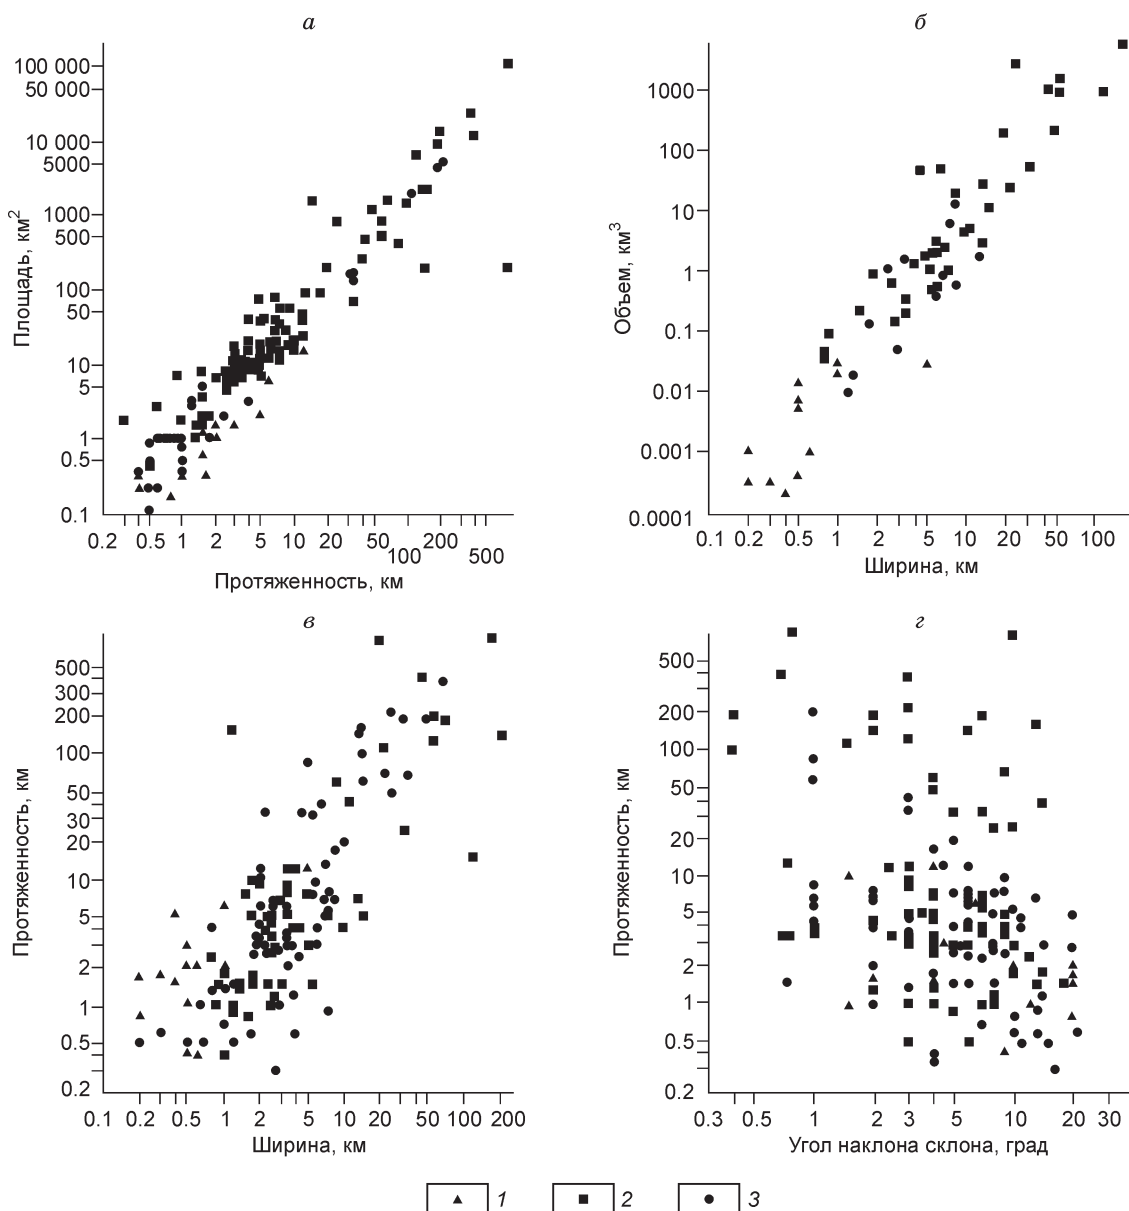 а
Площадь, км2
100 000
50 000
10 000
5000
1000
500
100
50
10
5
1
0.5
0.1
0.2 0.5 1 2 5 10 20 50 100 200 500
Протяженность, км
б
Объем, км3
1000
100
10
1
0.1
0.01
0.001
0.0001
0.1 0.2 0.5 1 2 5 10 20 50 100
Ширина, км
в
Протяженность, км
500
300
200
100
50
30
20
10
5
2
1
0.5
0.2
0.1 0.2 0.5 1 2 5 10 20 50 100 200
Ширина, км
г
Протяженность, км
500
200
100
50
20
10
5
2
1
0.5
0.2
0.3 0.5 1 2 3 5 10 20 30
Угол наклона склона, град
1 2 3